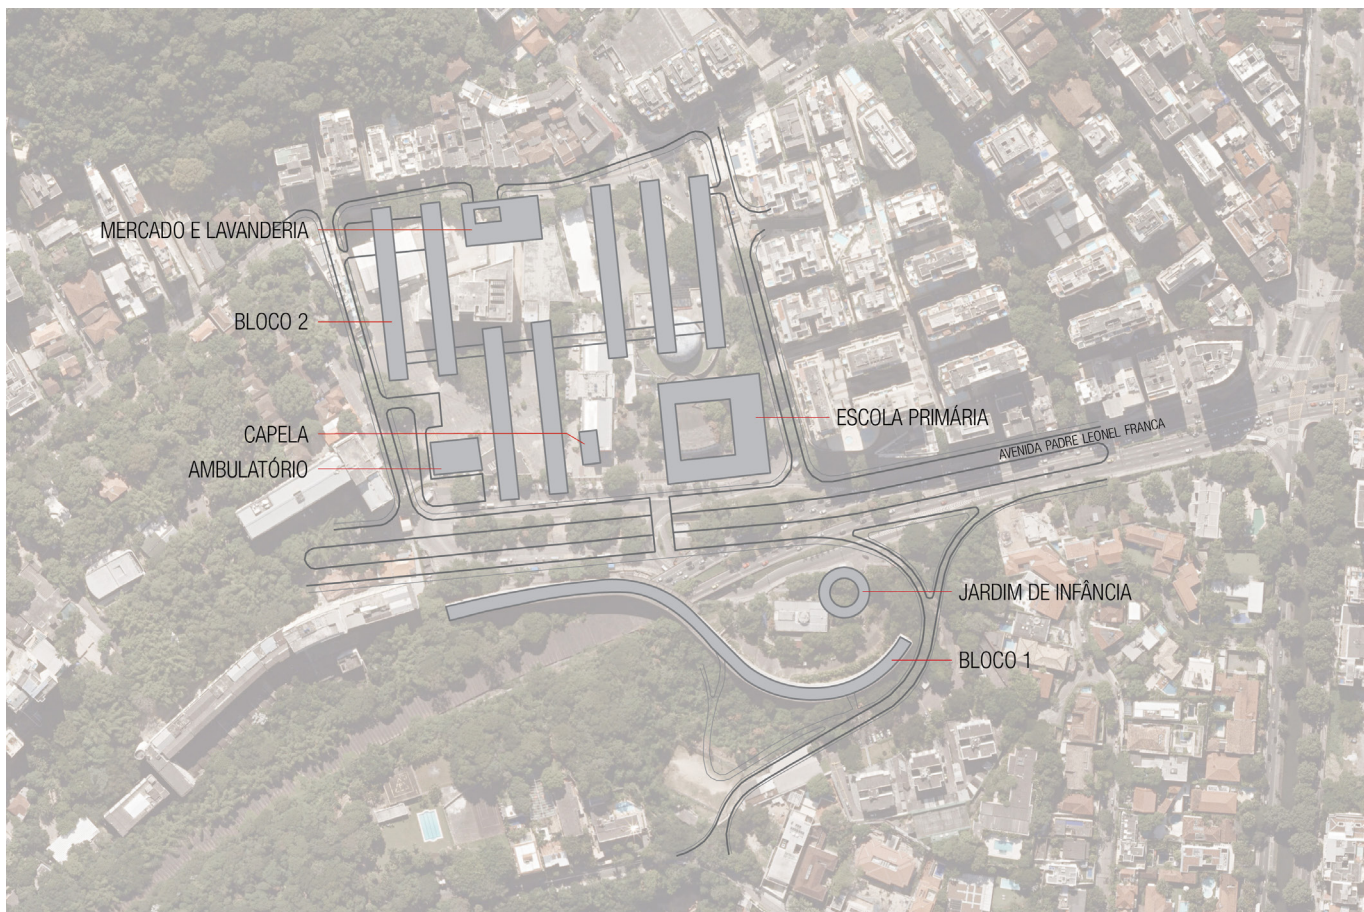 MERCADO E LAVANDERIA
BLOCO 2
CAPELA
AMBULATÓRIO
ESCOLA PRIMÁRIA
AVENIDA PADRE LEONEL FRANCA
JARDIM DE INFÂNCIA
BLOCO 1